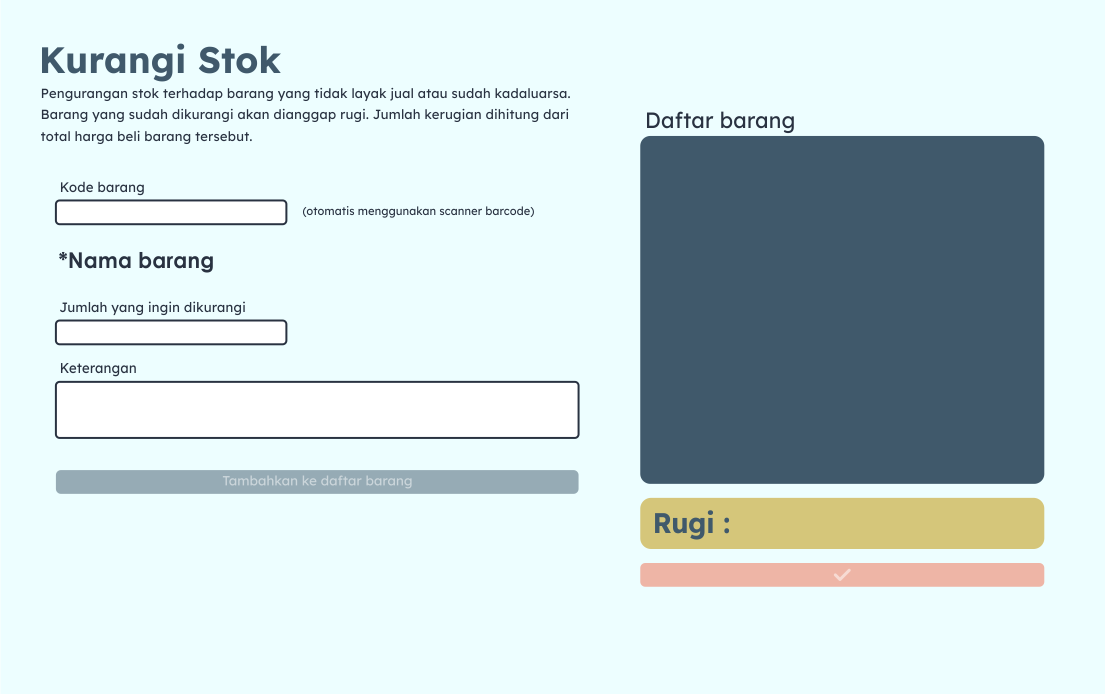 Kurangi Stok
Pengurangan stok terhadap barang yang tidak layak jual atau sudah kadaluarsa.
Barang yang sudah dikurangi akan dianggap rugi. Jumlah kerugian dihitung dari
total harga beli barang tersebut.
Kode barang
(otomatis menggunakan scanner barcode)
*Nama barang
Jumlah yang ingin dikurangi
Keterangan
Tambahkan ke daftar barang
Daftar barang
Rugi :